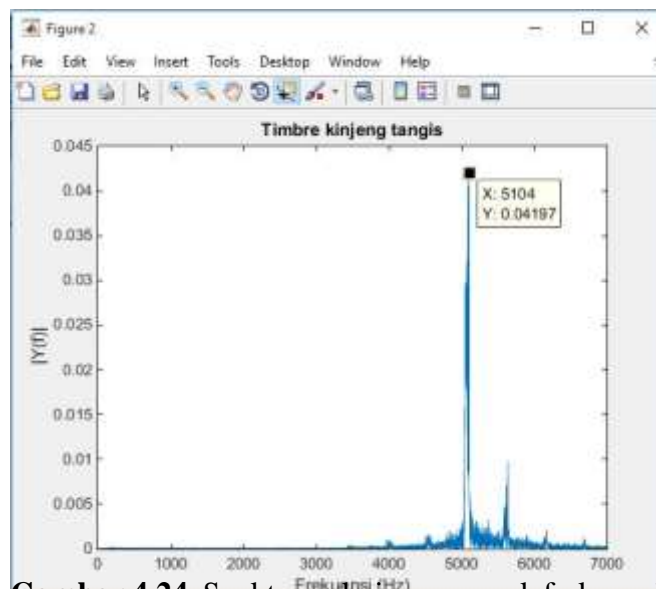 Figure 2
File Edit View Insert Tools Desktop Window Help
Timbre kinjeng tangis
0.045
0.04
0.035
0.03
0.025
0.02
0.015
0.01
0.005
0
|Y(f)|
X: 5104
Y: 0.04197
0 1000 2000 3000 4000 5000 6000 7000
Frekuansi (Hz)
Gambar 4.24